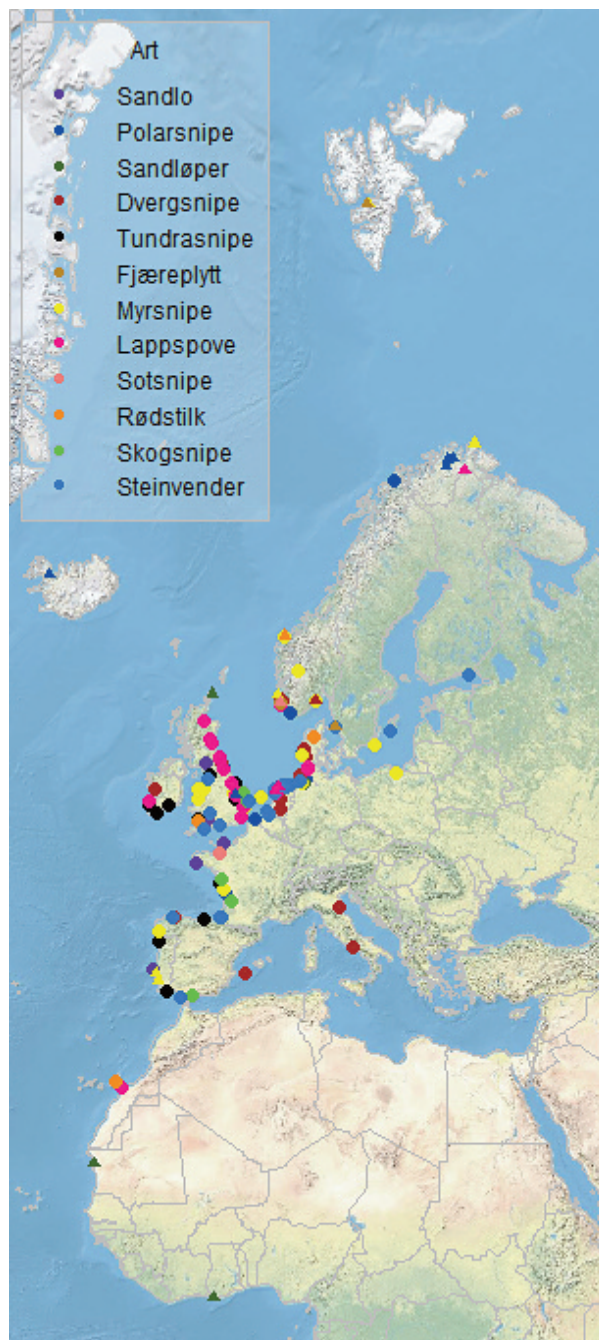 Art
Sandlo
Polarsnipe
Sandløper
Dvergsnipe
Tundrasnipe
Fjæreplytt
Myrsnipe
Lappspove
Sotsnipe
Rødstilk
Skogsnipe
Steinvender